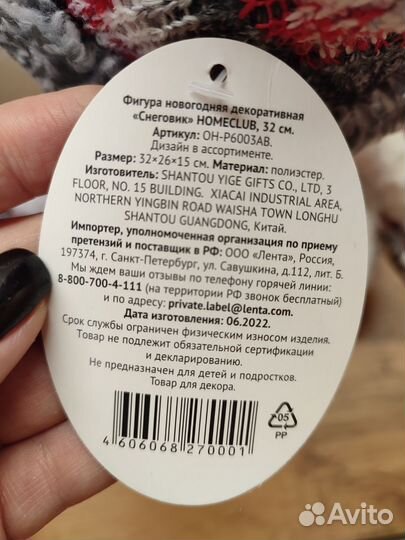 Фигура новогодняя декоративная
«Снеговик» HOMECLUB, 32 см.
Артикул: OH-P6003AB.
Дизайн в ассортименте.
Размер: 32×26×15 см. Материал: полиэстер.
Изготовитель: SHANTOU YIGE GIFTS CO., LTD, 3
FLOOR, NO. 15 BUILDING. XIACAI INDUSTRIAL AREA,
NORTHERN YINGBIN ROAD WAISHA TOWN LONGHU
SHANTOU GUANGDONG, Китай.
Импортер, уполномоченная организация по приему
претензий и поставщик в РФ: ООО «Лента», Россия,
197374, г. Санкт-Петербург, ул. Савушкина, д.112, лит. Б.
Мы ждем ваши отзывы по телефону горячей линии:
8-800-700-4-111 (на территории РФ звонок бесплатный)
и по адресу: private.label@lenta.com.
Дата изготовления: 06.2022.
Срок службы ограничен физическим износом изделия.
Товар не подлежит обязательной сертификации
и декларированию.
Не предназначен для детей и подростков.
Товар для декора.
4 606068 270001
05
PP
Avito